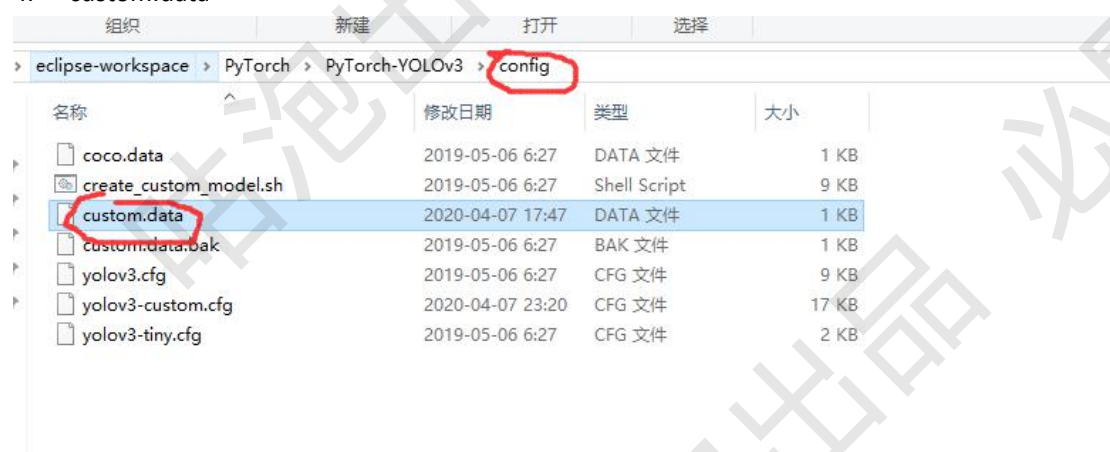 组织 新建 打开 选择
eclipse-workspace > PyTorch > PyTorch-YOLOv3 > config
名称 修改日期 类型 大小
coco.data 2019-05-06 6:27 DATA 文件 1 KB
create_custom_model.sh 2019-05-06 6:27 Shell Script 9 KB
custom.data 2020-04-07 17:47 DATA 文件 1 KB
custom.data.bak 2019-05-06 6:27 BAK 文件 1 KB
yolov3.cfg 2019-05-06 6:27 CFG 文件 9 KB
yolov3-custom.cfg 2020-04-07 23:20 CFG 文件 17 KB
yolov3-tiny.cfg 2019-05-06 6:27 CFG 文件 2 KB